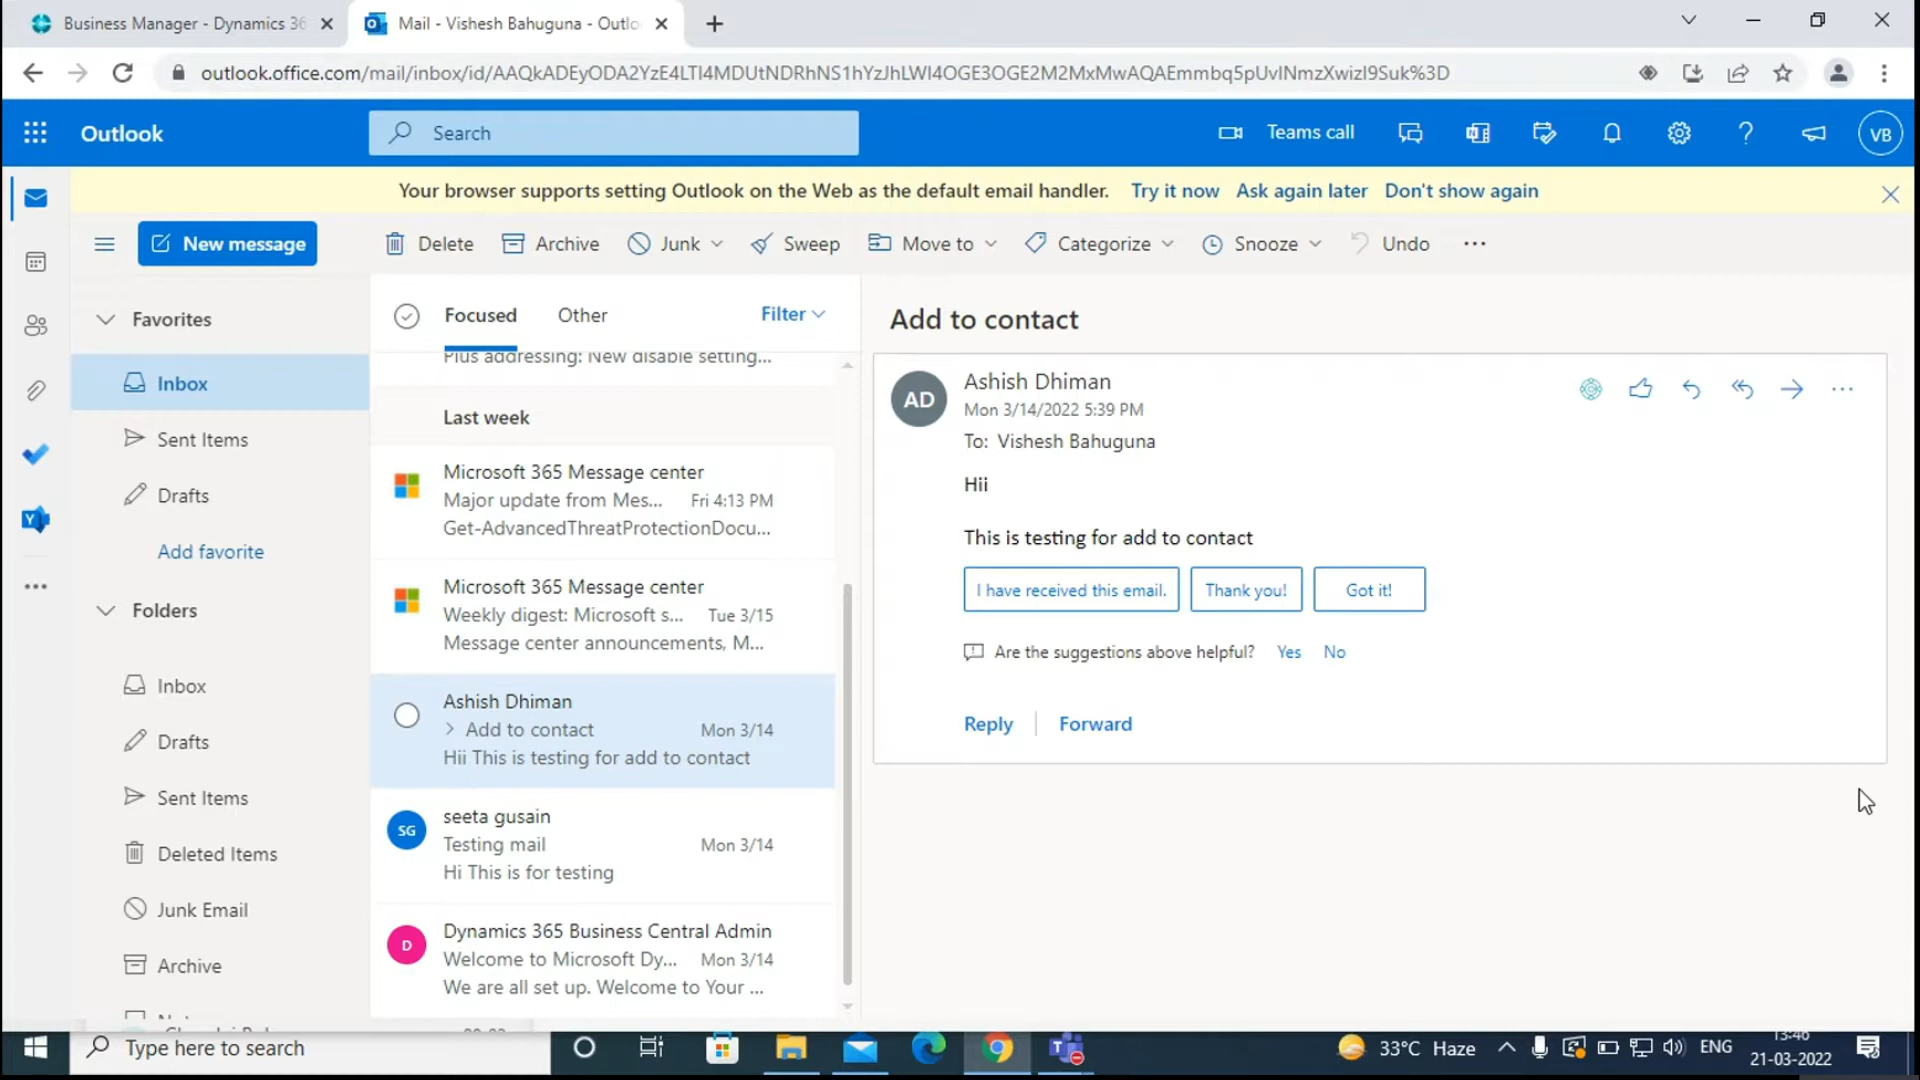 Business Manager - Dynamics 36
Mail - Vishesh Bahuguna - Outlo
outlook.office.com/mail/inbox/id/AAQkADEyODA2YzE4LTI4MDUtNDRhNS1hYzJhLWI4OGE3OGE2M2MxMwAQAEmmbq5pUvINmzXwizI9Suk%3D
Outlook
Search
Teams call
VB
Your browser supports setting Outlook on the Web as the default email handler. Try it now Ask again later Don't show again
New message
Delete
Archive
Junk
Sweep
Move to
Categorize
Snooze
Undo
Favorites
Inbox
Sent Items
Drafts
Add favorite
Folders
Inbox
Drafts
Sent Items
Deleted Items
Junk Email
Archive
Focused
Other
Filter
Plus addressing: New disable setting...
Last week
Microsoft 365 Message center
Major update from Mes... Fri 4:13 PM
Get-AdvancedThreatProtectionDocu...
Microsoft 365 Message center
Weekly digest: Microsoft s... Tue 3/15
Message center announcements, M...
Ashish Dhiman
> Add to contact Mon 3/14
Hii This is testing for add to contact
SG
seeta gusain
Testing mail Mon 3/14
Hi This is for testing
D
Dynamics 365 Business Central Admin
Welcome to Microsoft Dy... Mon 3/14
We are all set up. Welcome to Your ...
Add to contact
AD
Ashish Dhiman
Mon 3/14/2022 5:39 PM
To: Vishesh Bahuguna
Hii
This is testing for add to contact
I have received this email.
Thank you!
Got it!
Are the suggestions above helpful? Yes No
Reply
Forward
Type here to search
33°C Haze
ENG
13:46
21-03-2022